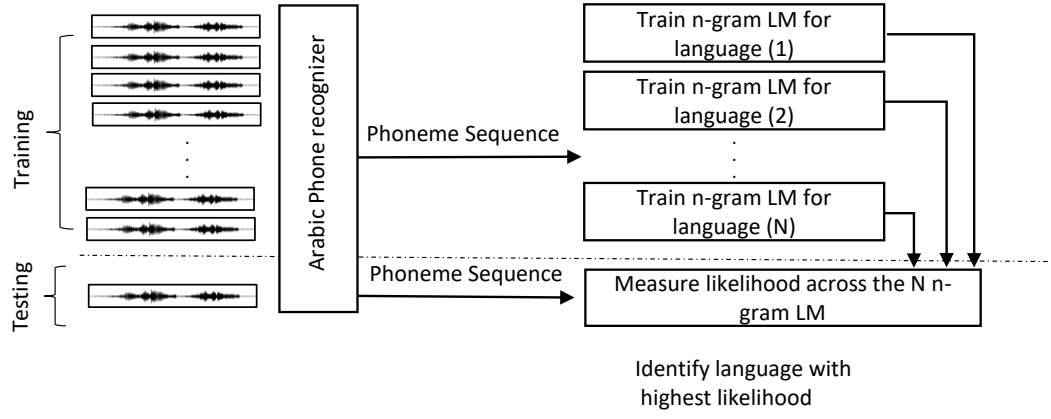 Training
Testing
Arabic Phone recognizer
Phoneme Sequence
Phoneme Sequence
Train n-gram LM for
language (1)
Train n-gram LM for
language (2)
Train n-gram LM for
language (N)
Measure likelihood across the N n-
gram LM
Identify language with
highest likelihood